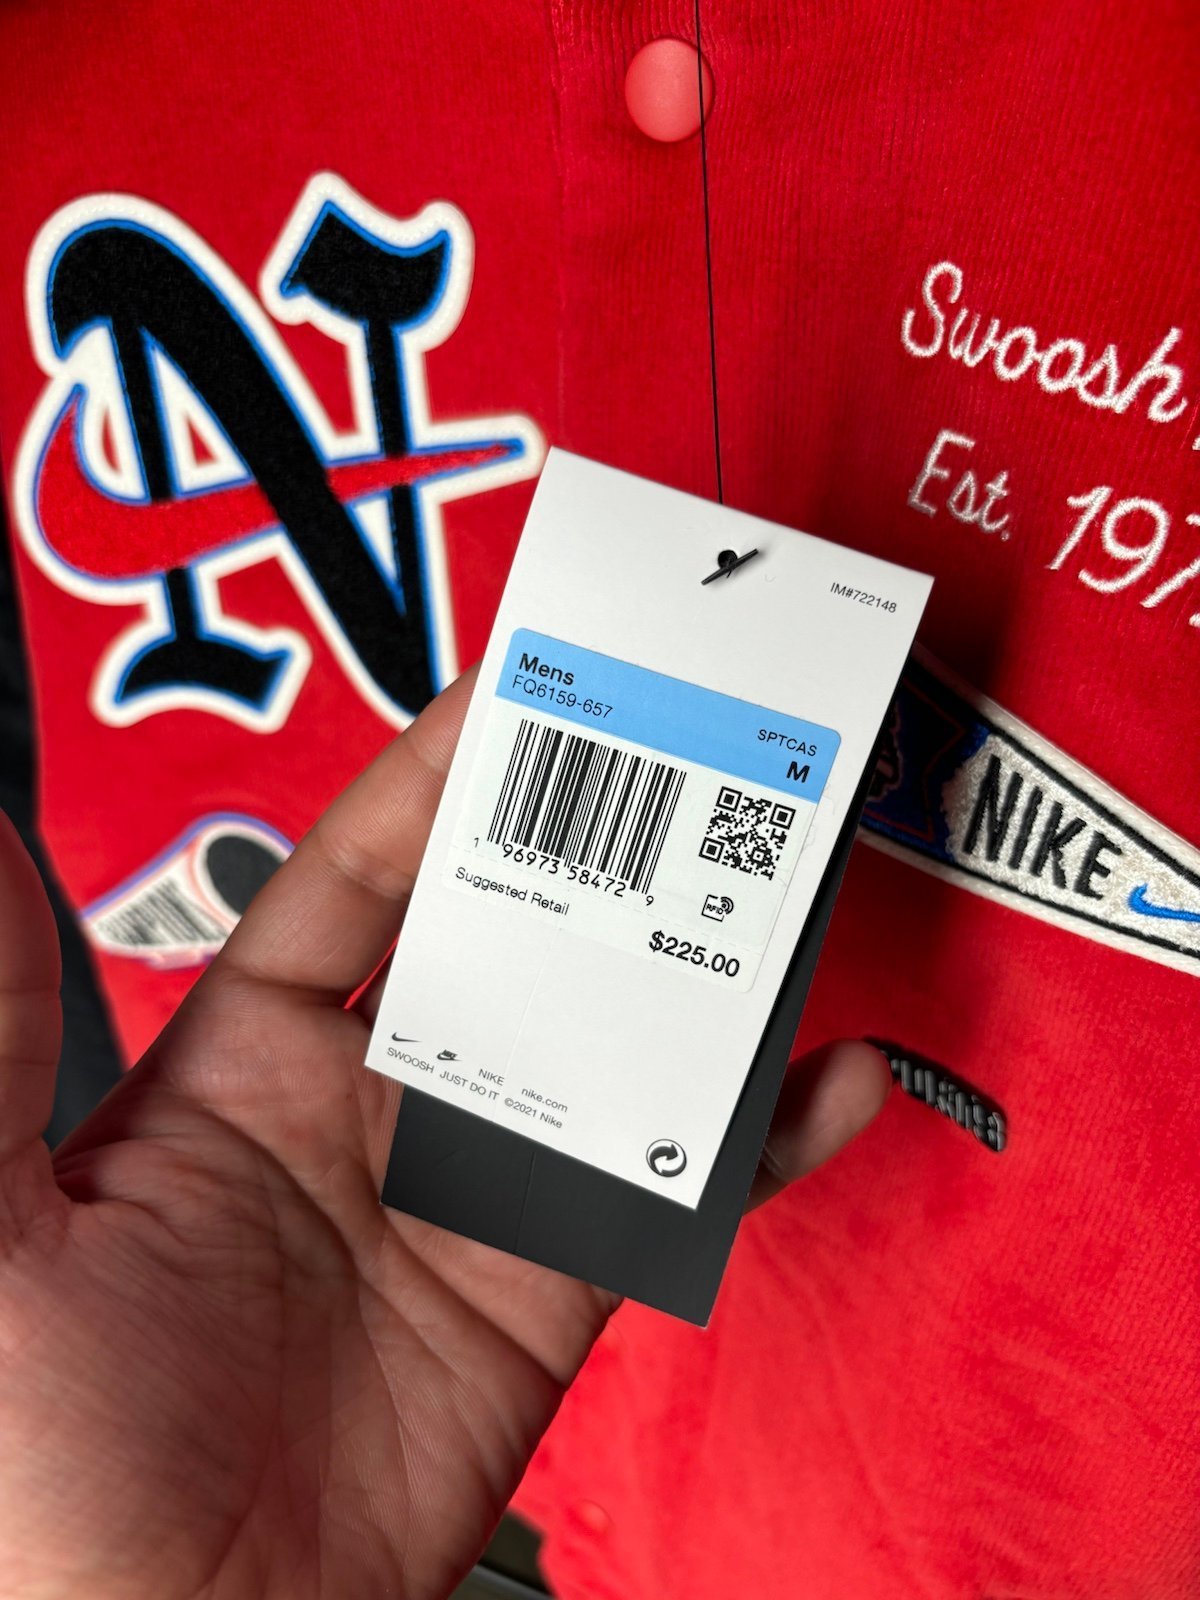 N
Swoosh
Est. 197
IM#722148
Mens
FQ6159-657
SPTCAS
M
1 96973 58472 9
RFID
Suggested Retail
$225.00
NIKE
SWOOSH JUST DO IT NIKE nike.com
©2021 Nike